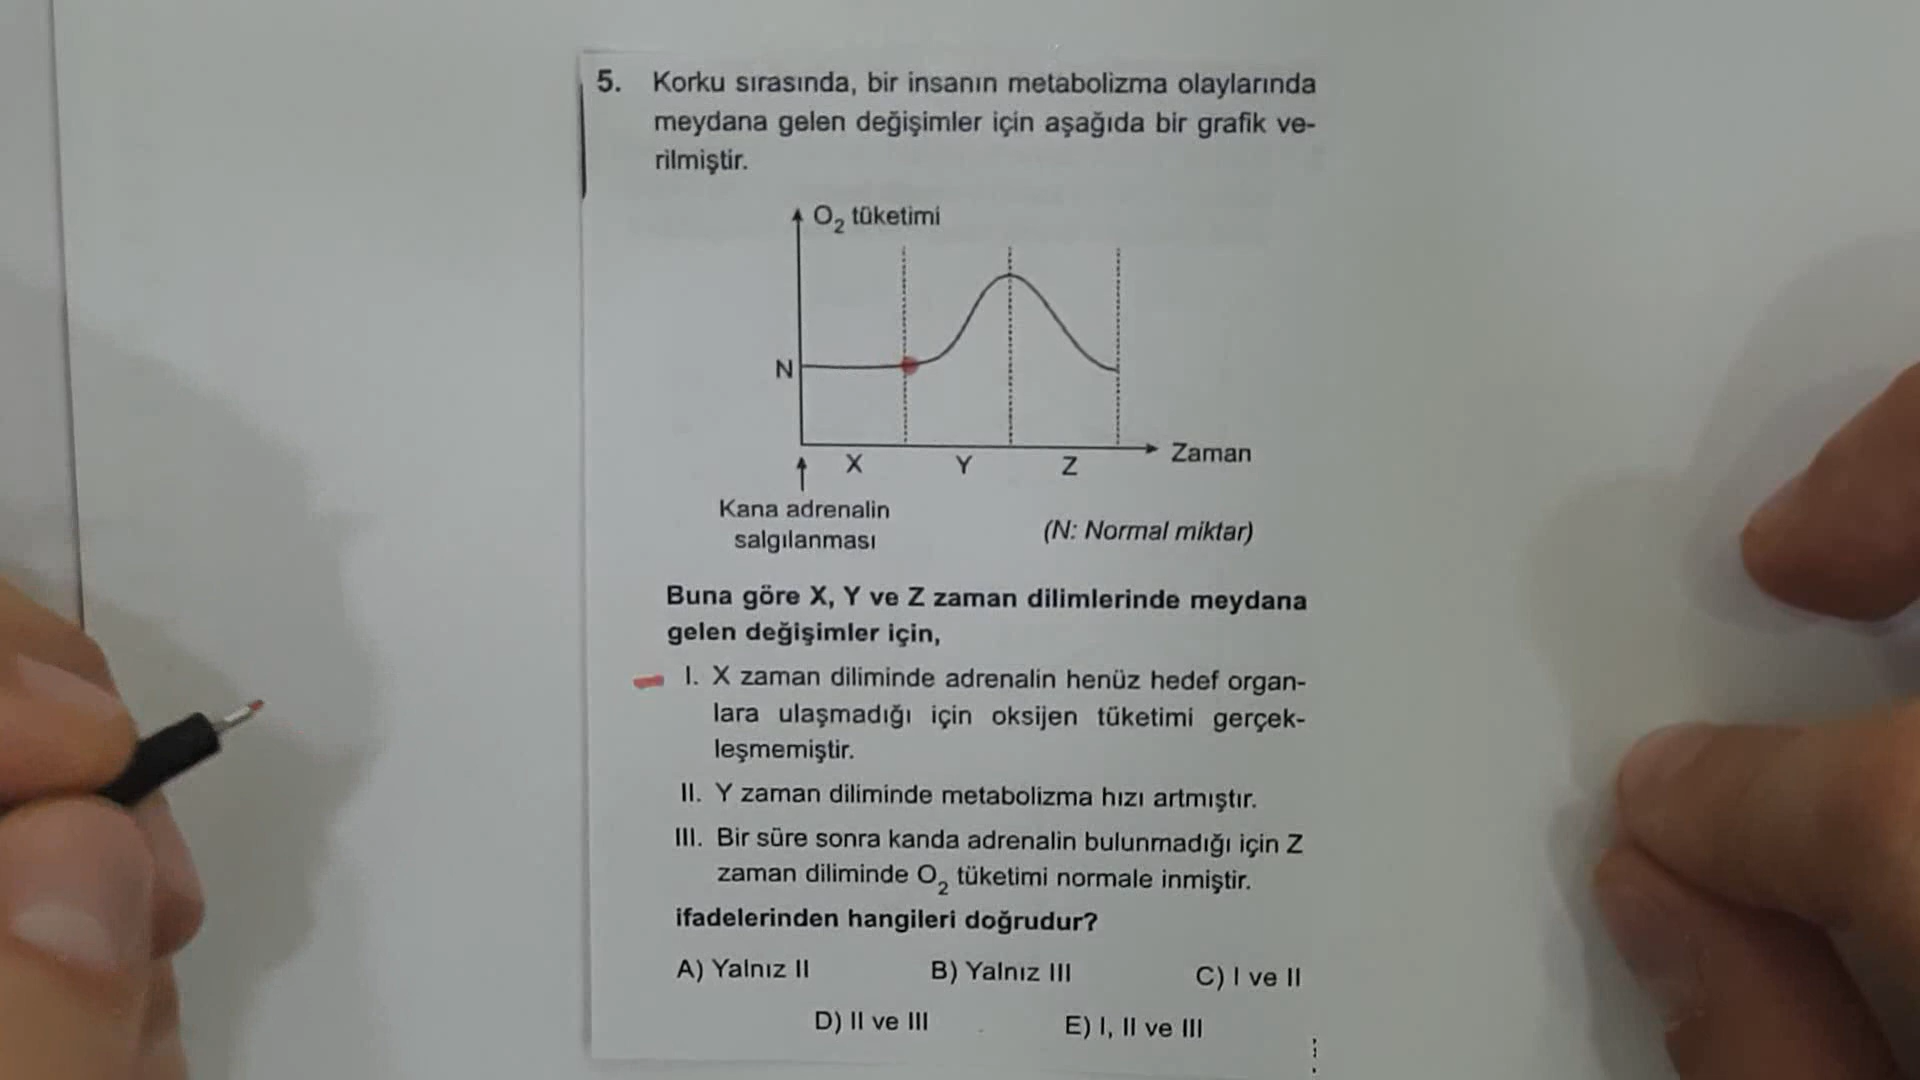 5. Korku sırasında, bir insanın metabolizma olaylarında
meydana gelen değişimler için aşağıda bir grafik ve-
rilmiştir.
O₂ tüketimi
N
X Y Z Zaman
Kana adrenalin
salgılanması
(N: Normal miktar)
Buna göre X, Y ve Z zaman dilimlerinde meydana
gelen değişimler için,
I. X zaman diliminde adrenalin henüz hedef organ-
lara ulaşmadığı için oksijen tüketimi gerçek-
leşmemiştir.
II. Y zaman diliminde metabolizma hızı artmıştır.
III. Bir süre sonra kanda adrenalin bulunmadığı için Z
zaman diliminde O₂ tüketimi normale inmiştir.
ifadelerinden hangileri doğrudur?
A) Yalnız II B) Yalnız III C) I ve II
D) II ve III E) I, II ve III